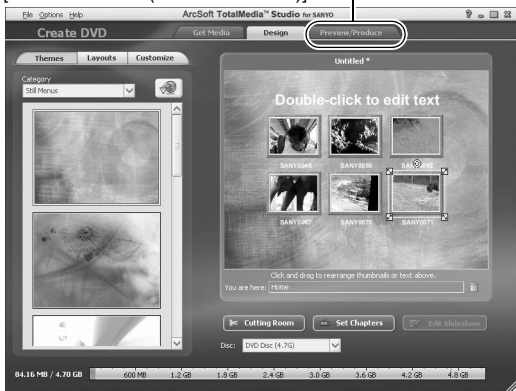 File Options Help
ArcSoft TotalMedia™ Studio for SANYO
Create DVD
Get Media
Design
Preview/Produce
Themes
Layouts
Customize
Category
Still Menus
Untitled *
Double-click to edit text
SANY0046
SANY0050
SANY0071
SANY0067
SANY0070
Click and drag to rearrange thumbnails or text above.
You are here: Home
Cutting Room
Set Chapters
Edit Slideshow
Disc: DVD Disc (4.7G)
84.16 MB / 4.70 GB
600 MB 1.2 GB 1.8 GB 2.4 GB 3.0 GB 3.6 GB 4.2 GB 4.8 GB